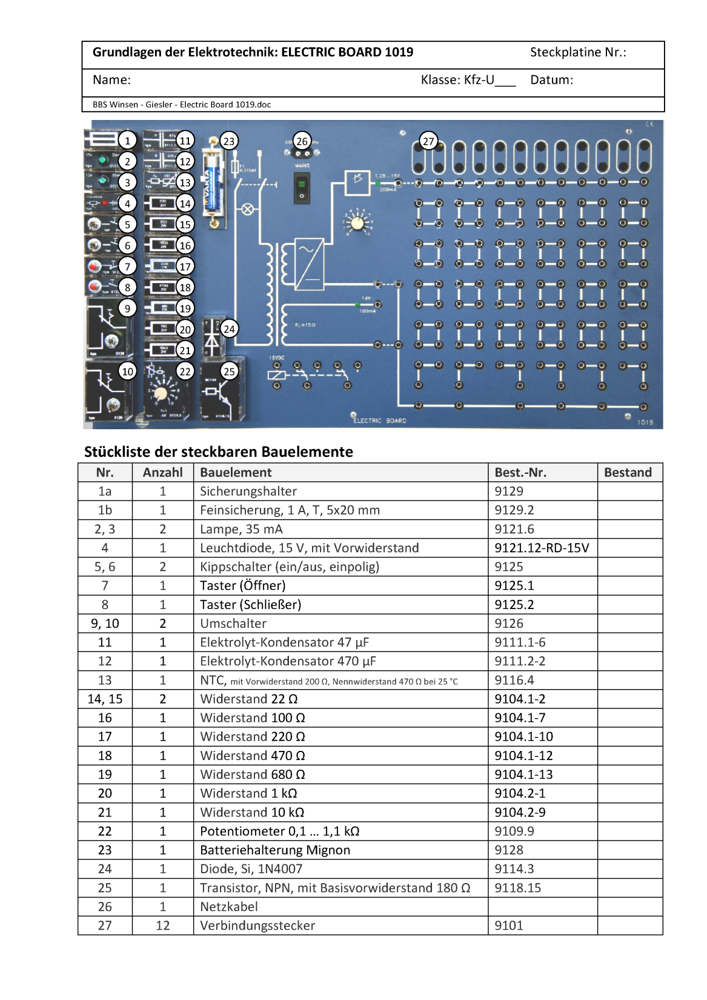 Grundlagen der Elektrotechnik: ELECTRIC BOARD 1019 Steckplatine Nr.:
Name: Klasse: Kfz-U___ Datum:
BBS Winsen - Giesler - Electric Board 1019.doc
CE
1 11 23 26 27
2 12
MAINS
3 13
1,25...15V
200mA
VARTA
4 14
5 15
6 16
7 17
8 18
9 19
14V
100mA
20 24
Ri=15Ω
21
15VDC
10 22 25
ELECTRIC BOARD 1019
Stückliste der steckbaren Bauelemente
Nr. Anzahl Bauelement Best.-Nr. Bestand
1a 1 Sicherungshalter 9129
1b 1 Feinsicherung, 1 A, T, 5x20 mm 9129.2
2, 3 2 Lampe, 35 mA 9121.6
4 1 Leuchtdiode, 15 V, mit Vorwiderstand 9121.12-RD-15V
5, 6 2 Kippschalter (ein/aus, einpolig) 9125
7 1 Taster (Öffner) 9125.1
8 1 Taster (Schließer) 9125.2
9, 10 2 Umschalter 9126
11 1 Elektrolyt-Kondensator 47 µF 9111.1-6
12 1 Elektrolyt-Kondensator 470 µF 9111.2-2
13 1 NTC, mit Vorwiderstand 200 Ω, Nennwiderstand 470 Ω bei 25 °C 9116.4
14, 15 2 Widerstand 22 Ω 9104.1-2
16 1 Widerstand 100 Ω 9104.1-7
17 1 Widerstand 220 Ω 9104.1-10
18 1 Widerstand 470 Ω 9104.1-12
19 1 Widerstand 680 Ω 9104.1-13
20 1 Widerstand 1 kΩ 9104.2-1
21 1 Widerstand 10 kΩ 9104.2-9
22 1 Potentiometer 0,1 ... 1,1 kΩ 9109.9
23 1 Batteriehalterung Mignon 9128
24 1 Diode, Si, 1N4007 9114.3
25 1 Transistor, NPN, mit Basisvorwiderstand 180 Ω 9118.15
26 1 Netzkabel
27 12 Verbindungsstecker 9101